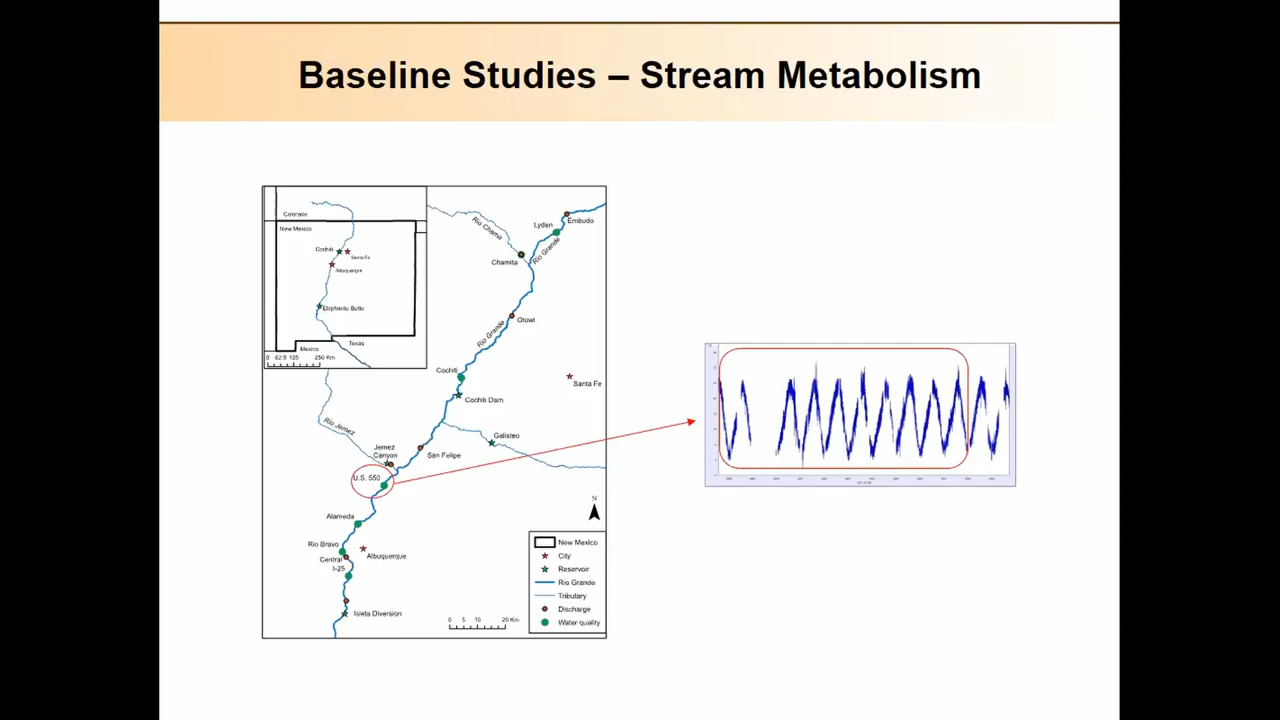 Baseline Studies – Stream Metabolism
Colorado
New Mexico
Cochiti
Santa Fe
Albuquerque
Elephants Butte
Mexico
Texas
0 62.5 125 250 Km
Rio Chama
Lyden
Embudo
Chamita
Rio Grande
Otowi
Rio Grande
Cochiti
Santa Fe
Cochiti Dam
Rio Jemez
Galisteo
Jemez
Canyon
San Felipe
U.S. 550
N
Alameda
Rio Bravo
Central
Albuquerque
I-25
Isleta Diversion
0 5 10 20 Km
New Mexico
City
Reservoir
Rio Grande
Tributary
Discharge
Water quality